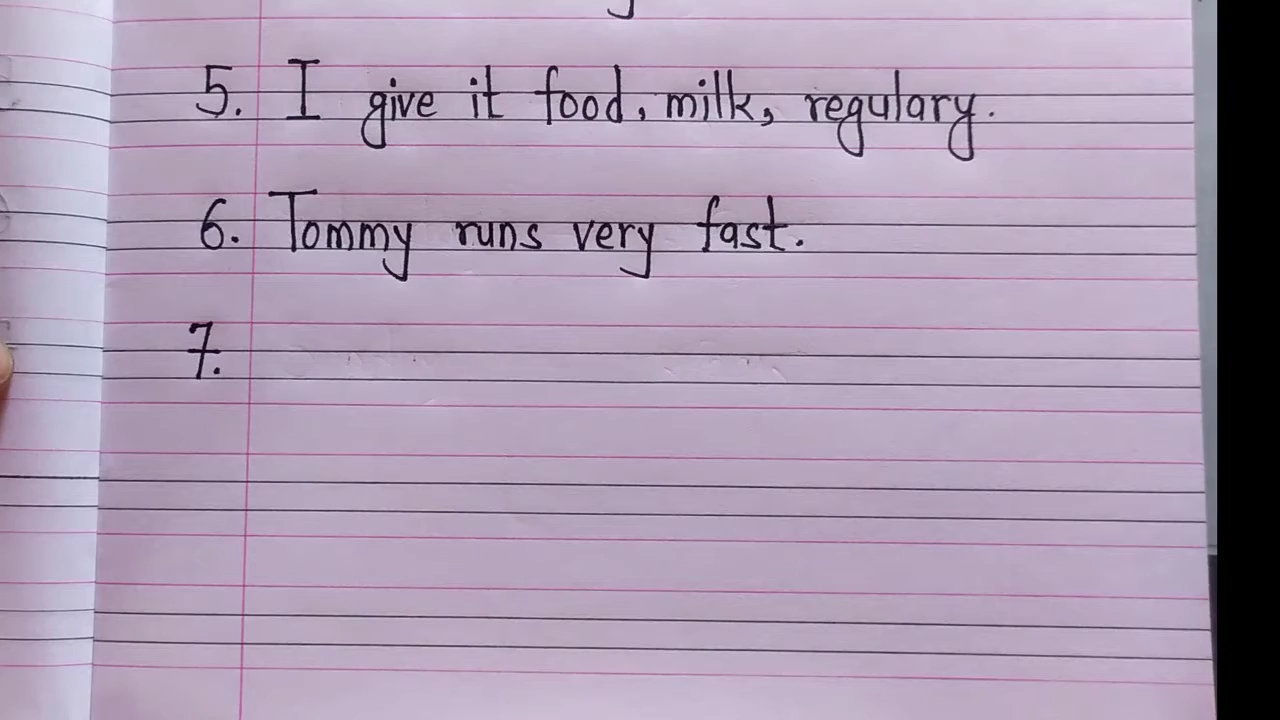 5. I give it food, milk, regulary.
6. Tommy runs very fast.
7.